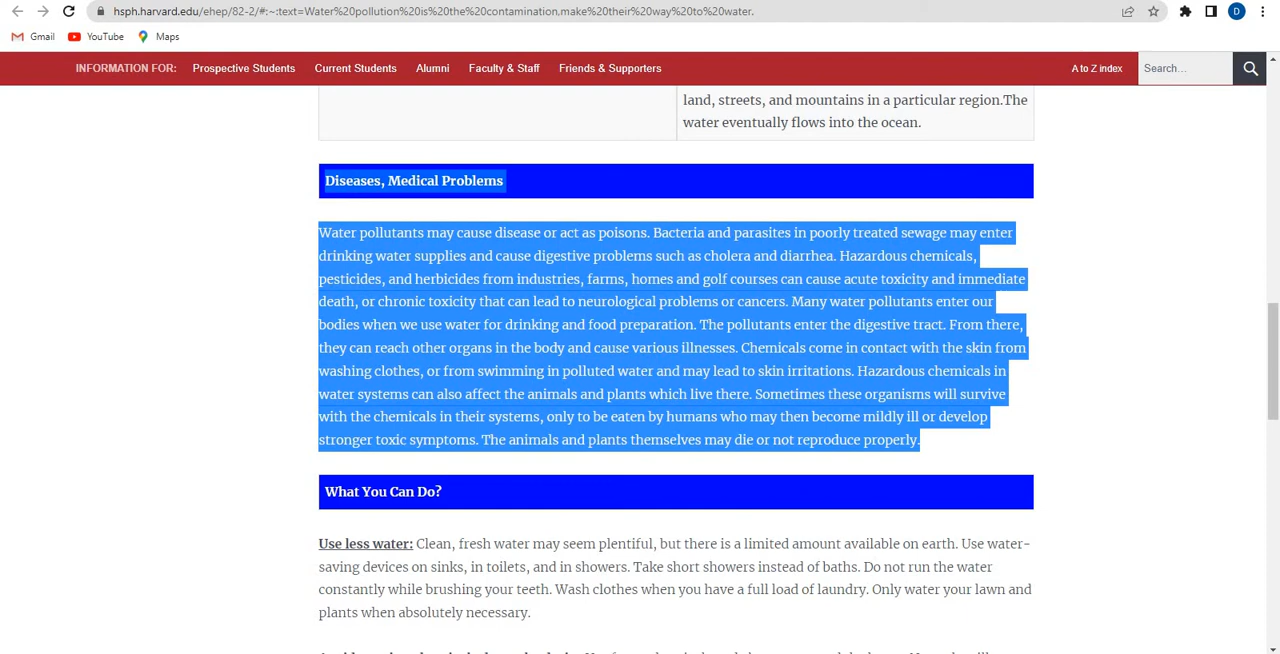 hsph.harvard.edu/ehep/82-2/#:~:text=Water%20pollution%20is%20the%20contamination,make%20their%20way%20to%20water.
D
Gmail YouTube Maps
INFORMATION FOR: Prospective Students Current Students Alumni Faculty & Staff Friends & Supporters A to Z index Search...
land, streets, and mountains in a particular region.The
water eventually flows into the ocean.
Diseases, Medical Problems
Water pollutants may cause disease or act as poisons. Bacteria and parasites in poorly treated sewage may enter
drinking water supplies and cause digestive problems such as cholera and diarrhea. Hazardous chemicals,
pesticides, and herbicides from industries, farms, homes and golf courses can cause acute toxicity and immediate
death, or chronic toxicity that can lead to neurological problems or cancers. Many water pollutants enter our
bodies when we use water for drinking and food preparation. The pollutants enter the digestive tract. From there,
they can reach other organs in the body and cause various illnesses. Chemicals come in contact with the skin from
washing clothes, or from swimming in polluted water and may lead to skin irritations. Hazardous chemicals in
water systems can also affect the animals and plants which live there. Sometimes these organisms will survive
with the chemicals in their systems, only to be eaten by humans who may then become mildly ill or develop
stronger toxic symptoms. The animals and plants themselves may die or not reproduce properly.
What You Can Do?
Use less water: Clean, fresh water may seem plentiful, but there is a limited amount available on earth. Use water-
saving devices on sinks, in toilets, and in showers. Take short showers instead of baths. Do not run the water
constantly while brushing your teeth. Wash clothes when you have a full load of laundry. Only water your lawn and
plants when absolutely necessary.